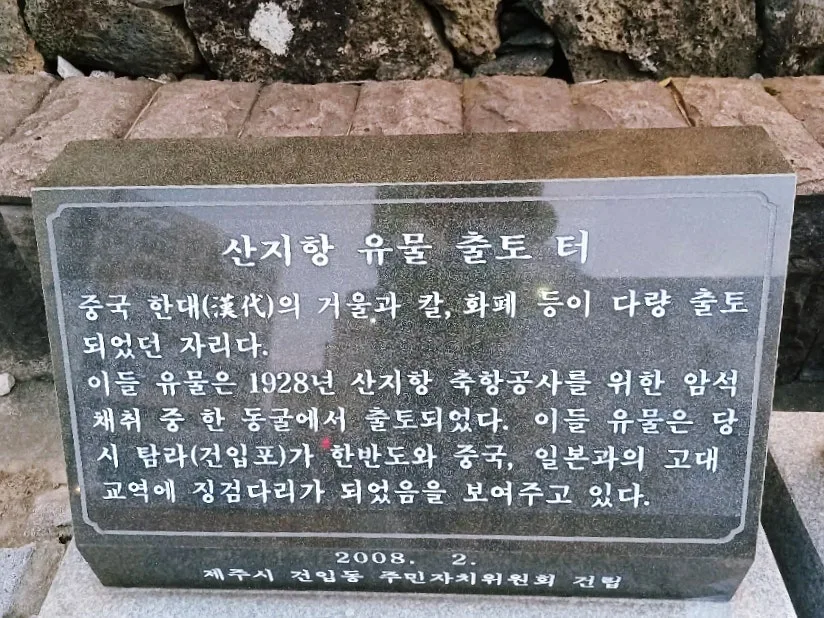 산지항 유물 출토 터
중국 한대(漢代)의 거울과 칼, 화폐 등이 다량 출토
되었던 자리다.
이들 유물은 1928년 산지항 축항공사를 위한 암석
채취 중 한 동굴에서 출토되었다. 이들 유물은 당
시 탐라(건입포)가 한반도와 중국, 일본과의 고대
교역에 징검다리가 되었음을 보여주고 있다.
2008. 2.
제주시 건입동 주민자치위원회 건립